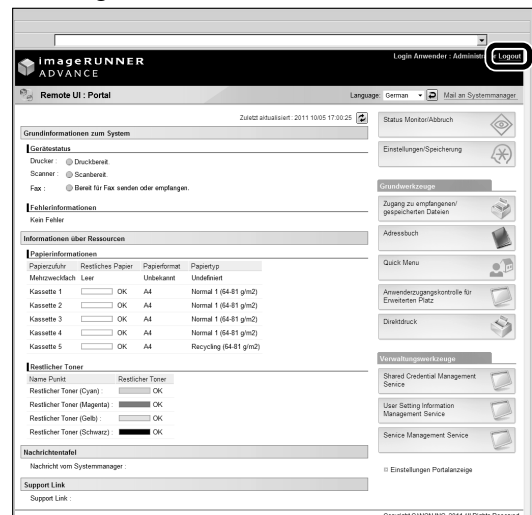 Login Anwender : Administrator Logout
imageRUNNER
ADVANCE
Remote UI : Portal
Language: German Mail an Systemmanager
Zuletzt aktualisiert : 2011 10/05 17:00:25
Grundinformationen zum System
Gerätestatus
Drucker : Druckbereit.
Scanner : Scanbereit.
Fax : Bereit für Fax senden oder empfangen.
Fehlerinformationen
Kein Fehler
Informationen über Ressourcen
Papierinformationen
Papierzufuhr Restliches Papier Papierformat Papiertyp
Mehrzweckfach Leer Unbekannt Undefiniert
Kassette 1 OK A4 Normal 1 (64-81 g/m2)
Kassette 2 OK A4 Normal 1 (64-81 g/m2)
Kassette 3 OK A4 Normal 1 (64-81 g/m2)
Kassette 4 OK A4 Normal 1 (64-81 g/m2)
Kassette 5 OK A4 Recycling (64-81 g/m2)
Restlicher Toner
Name Punkt Restlicher Toner
Restlicher Toner (Cyan) : OK
Restlicher Toner (Magenta) : OK
Restlicher Toner (Gelb) : OK
Restlicher Toner (Schwarz) : OK
Nachrichtentafel
Nachricht vom Systemmanager :
Support Link
Support Link :
Status Monitor/Abbruch
Einstellungen/Speicherung
Grundwerkzeuge
Zugang zu empfangenen/
gespeicherten Dateien
Adressbuch
Quick Menu
Anwenderzugangskontrolle für
Erweiterten Platz
Direktdruck
Verwaltungswerkzeuge
Shared Credential Management
Service
User Setting Information
Management Service
Service Management Service
Einstellungen Portalanzeige
Copyright CANON INC. 2011 All Rights Reserved